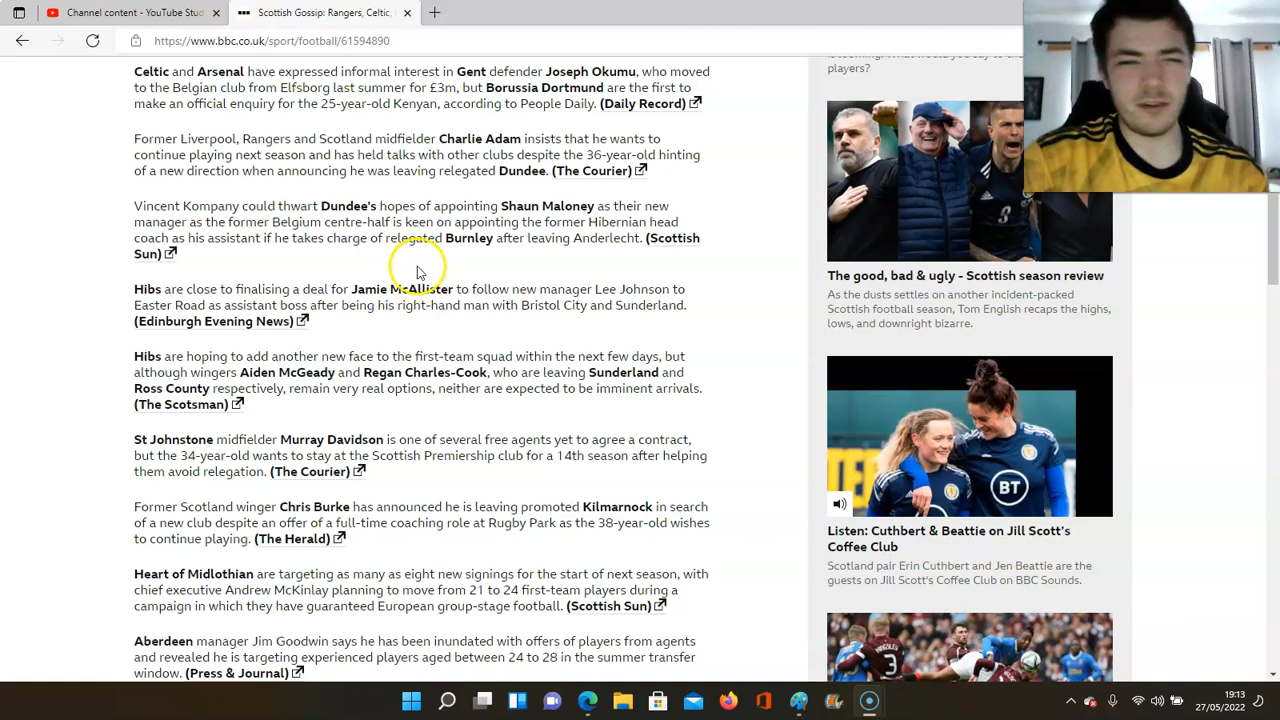 Channel content - YouTube Stud
Scottish Gossip: Rangers, Celtic,
https://www.bbc.co.uk/sport/football/61594890
Celtic and Arsenal have expressed informal interest in Gent defender Joseph Okumu, who moved
to the Belgian club from Elfsborg last summer for £3m, but Borussia Dortmund are the first to
make an official enquiry for the 25-year-old Kenyan, according to People Daily. (Daily Record)
Former Liverpool, Rangers and Scotland midfielder Charlie Adam insists that he wants to
continue playing next season and has held talks with other clubs despite the 36-year-old hinting
of a new direction when announcing he was leaving relegated Dundee. (The Courier)
Vincent Kompany could thwart Dundee's hopes of appointing Shaun Maloney as their new
manager as the former Belgium centre-half is keen on appointing the former Hibernian head
coach as his assistant if he takes charge of relegated Burnley after leaving Anderlecht. (Scottish
Sun)
Hibs are close to finalising a deal for Jamie McAllister to follow new manager Lee Johnson to
Easter Road as assistant boss after being his right-hand man with Bristol City and Sunderland.
(Edinburgh Evening News)
Hibs are hoping to add another new face to the first-team squad within the next few days, but
although wingers Aiden McGeady and Regan Charles-Cook, who are leaving Sunderland and
Ross County respectively, remain very real options, neither are expected to be imminent arrivals.
(The Scotsman)
St Johnstone midfielder Murray Davidson is one of several free agents yet to agree a contract,
but the 34-year-old wants to stay at the Scottish Premiership club for a 14th season after helping
them avoid relegation. (The Courier)
Former Scotland winger Chris Burke has announced he is leaving promoted Kilmarnock in search
of a new club despite an offer of a full-time coaching role at Rugby Park as the 38-year-old wishes
to continue playing. (The Herald)
Heart of Midlothian are targeting as many as eight new signings for the start of next season, with
chief executive Andrew McKinlay planning to move from 21 to 24 first-team players during a
campaign in which they have guaranteed European group-stage football. (Scottish Sun)
Aberdeen manager Jim Goodwin says he has been inundated with offers of players from agents
and revealed he is targeting experienced players aged between 24 to 28 in the summer transfer
window. (Press & Journal)
players?
3
The good, bad & ugly - Scottish season review
As the dusts settles on another incident-packed
Scottish football season, Tom English recaps the highs,
lows, and downright bizarre.
BT
Listen: Cuthbert & Beattie on Jill Scott's
Coffee Club
Scotland pair Erin Cuthbert and Jen Beattie are the
guests on Jill Scott's Coffee Club on BBC Sounds.
3
19:13
27/05/2022